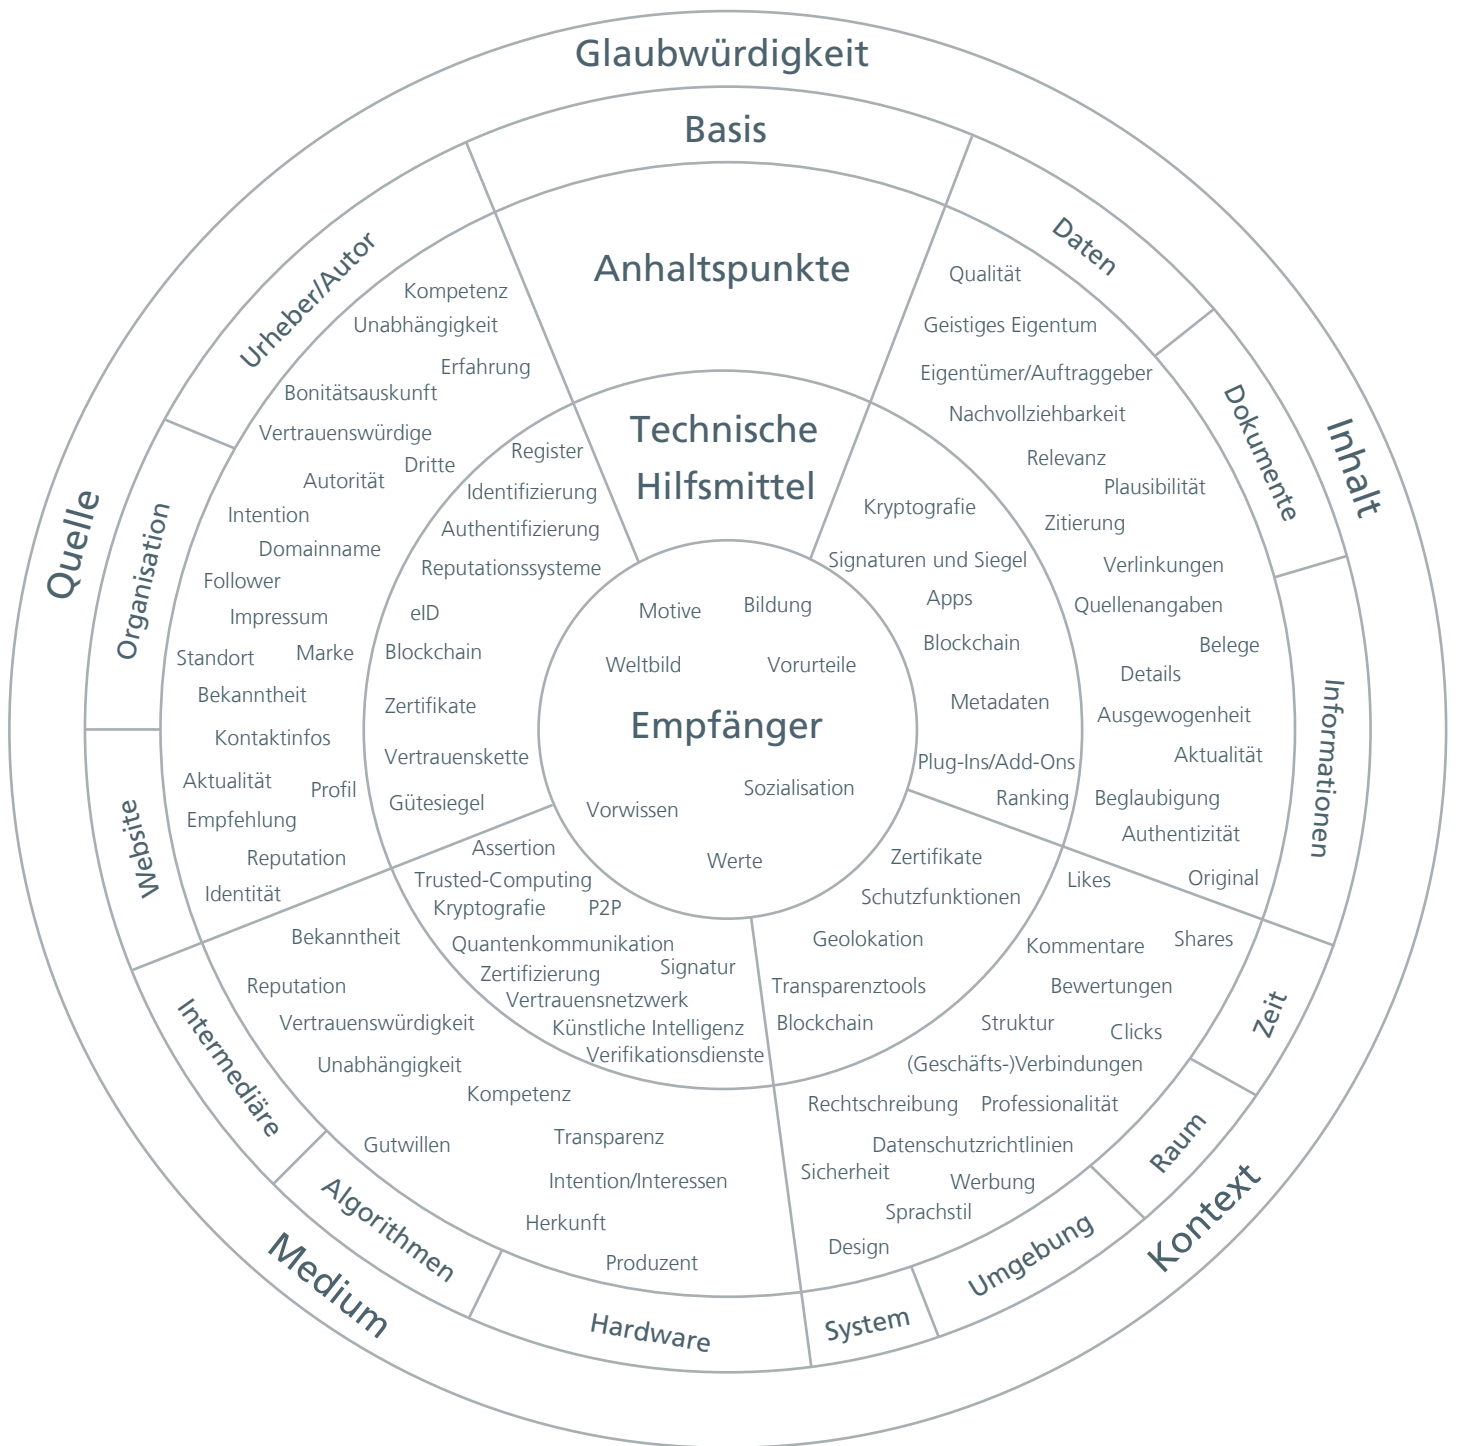 Glaubwürdigkeit
Basis
Anhaltspunkte
Technische
Hilfsmittel
Empfänger
Motive
Bildung
Weltbild
Vorurteile
Sozialisation
Vorwissen
Werte
Inhalt
Daten
Dokumente
Informationen
Qualität
Geistiges Eigentum
Eigentümer/Auftraggeber
Nachvollziehbarkeit
Relevanz
Plausibilität
Zitierung
Verlinkungen
Quellenangaben
Belege
Details
Ausgewogenheit
Aktualität
Beglaubigung
Authentizität
Original
Kryptografie
Signaturen und Siegel
Apps
Blockchain
Metadaten
Plug-Ins/Add-Ons
Ranking
Kontext
Zeit
Raum
Umgebung
System
Likes
Kommentare
Shares
Bewertungen
Struktur
Clicks
(Geschäfts-)Verbindungen
Rechtschreibung
Professionalität
Datenschutzrichtlinien
Sicherheit
Werbung
Sprachstil
Design
Zertifikate
Schutzfunktionen
Geolokation
Transparenztools
Blockchain
Medium
Intermediäre
Algorithmen
Hardware
Bekanntheit
Reputation
Vertrauenswürdigkeit
Unabhängigkeit
Kompetenz
Gutwillen
Transparenz
Intention/Interessen
Herkunft
Produzent
Assertion
Trusted-Computing
Kryptografie
P2P
Quantenkommunikation
Zertifizierung
Signatur
Vertrauensnetzwerk
Künstliche Intelligenz
Verifikationsdienste
Quelle
Urheber/Autor
Organisation
Website
Kompetenz
Unabhängigkeit
Erfahrung
Bonitätsauskunft
Vertrauenswürdige
Dritte
Autorität
Intention
Domainname
Follower
Impressum
Standort
Marke
Bekanntheit
Kontaktinfos
Aktualität
Profil
Empfehlung
Reputation
Identität
Register
Identifizierung
Authentifizierung
Reputationssysteme
eID
Blockchain
Zertifikate
Vertrauenskette
Gütesiegel